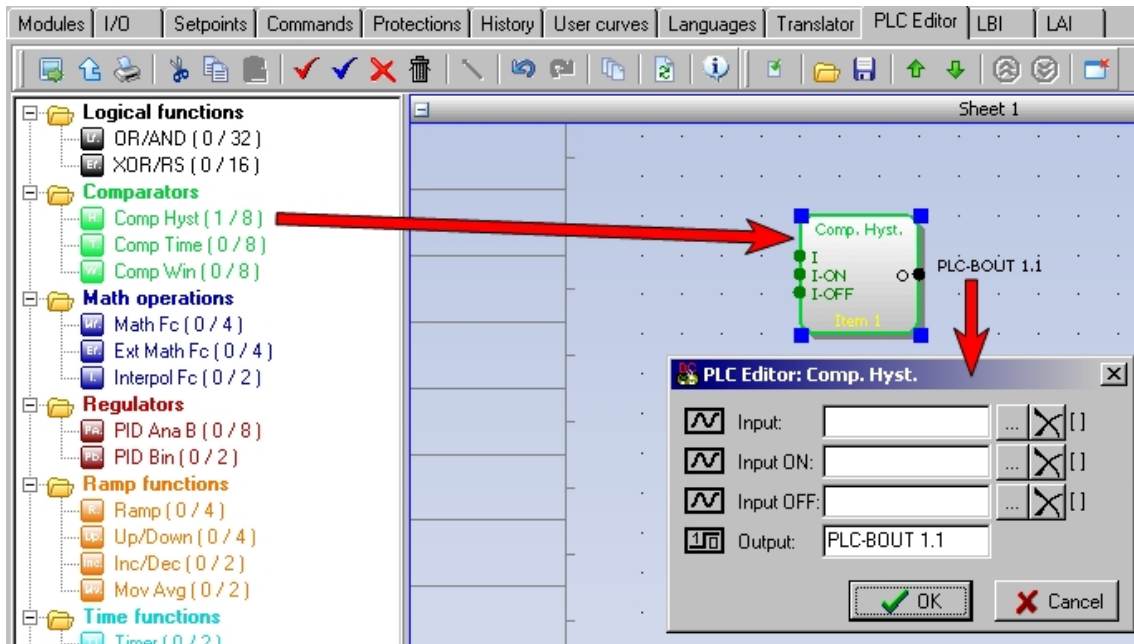 Modules I/O Setpoints Commands Protections History User curves Languages Translator PLC Editor LBI LAI
Logical functions
OR/AND ( 0 / 32 )
XOR/RS ( 0 / 16 )
Comparators
Comp Hyst ( 1 / 8 )
Comp Time ( 0 / 8 )
Comp Win ( 0 / 8 )
Math operations
Math Fc ( 0 / 4 )
Ext Math Fc ( 0 / 4 )
Interpol Fc ( 0 / 2 )
Regulators
PID Ana B ( 0 / 8 )
PID Bin ( 0 / 2 )
Ramp functions
Ramp ( 0 / 4 )
Up/Down ( 0 / 4 )
Inc/Dec ( 0 / 2 )
Mov Avg ( 0 / 2 )
Time functions
Timer ( 0 / 2 )
Sheet 1
Comp. Hyst.
I
I-ON O
I-OFF
Item 1
PLC-BOUT 1.1
PLC Editor: Comp. Hyst.
Input: ... [ ]
Input ON: ... [ ]
Input OFF: ... [ ]
Output: PLC-BOUT 1.1
OK Cancel